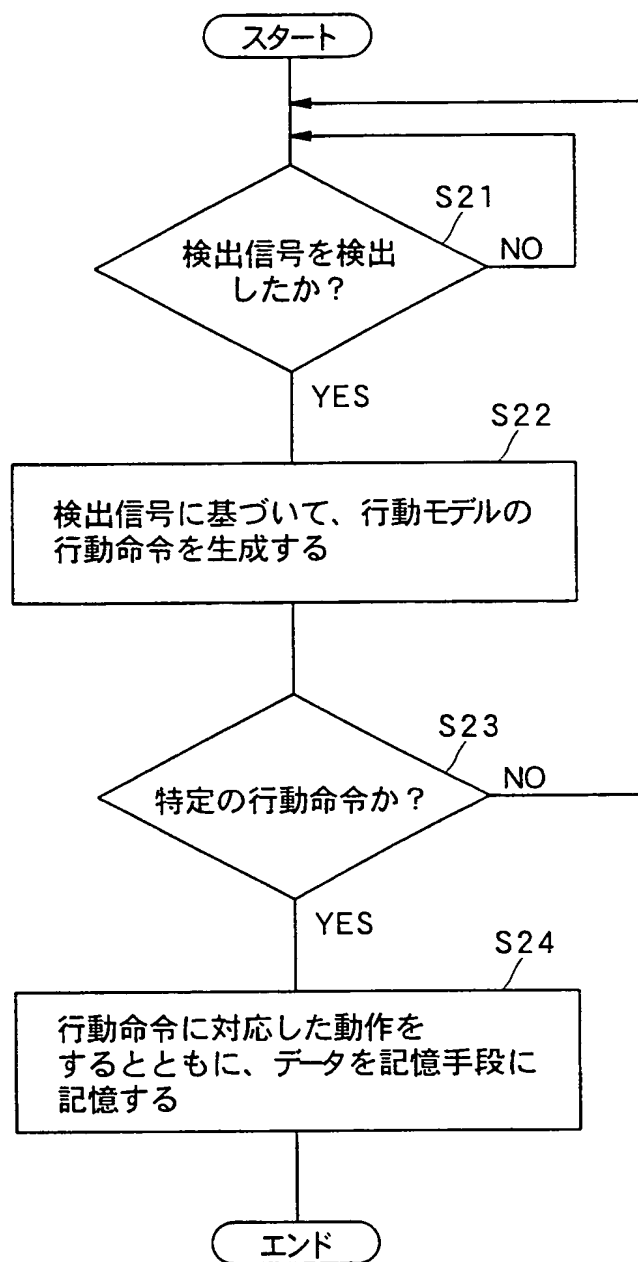 スタート
S21
検出信号を検出
したか？
NO
YES
S22
検出信号に基づいて、行動モデルの
行動命令を生成する
S23
特定の行動命令か？
NO
YES
S24
行動命令に対応した動作を
するとともに、データを記憶手段に
記憶する
エンド